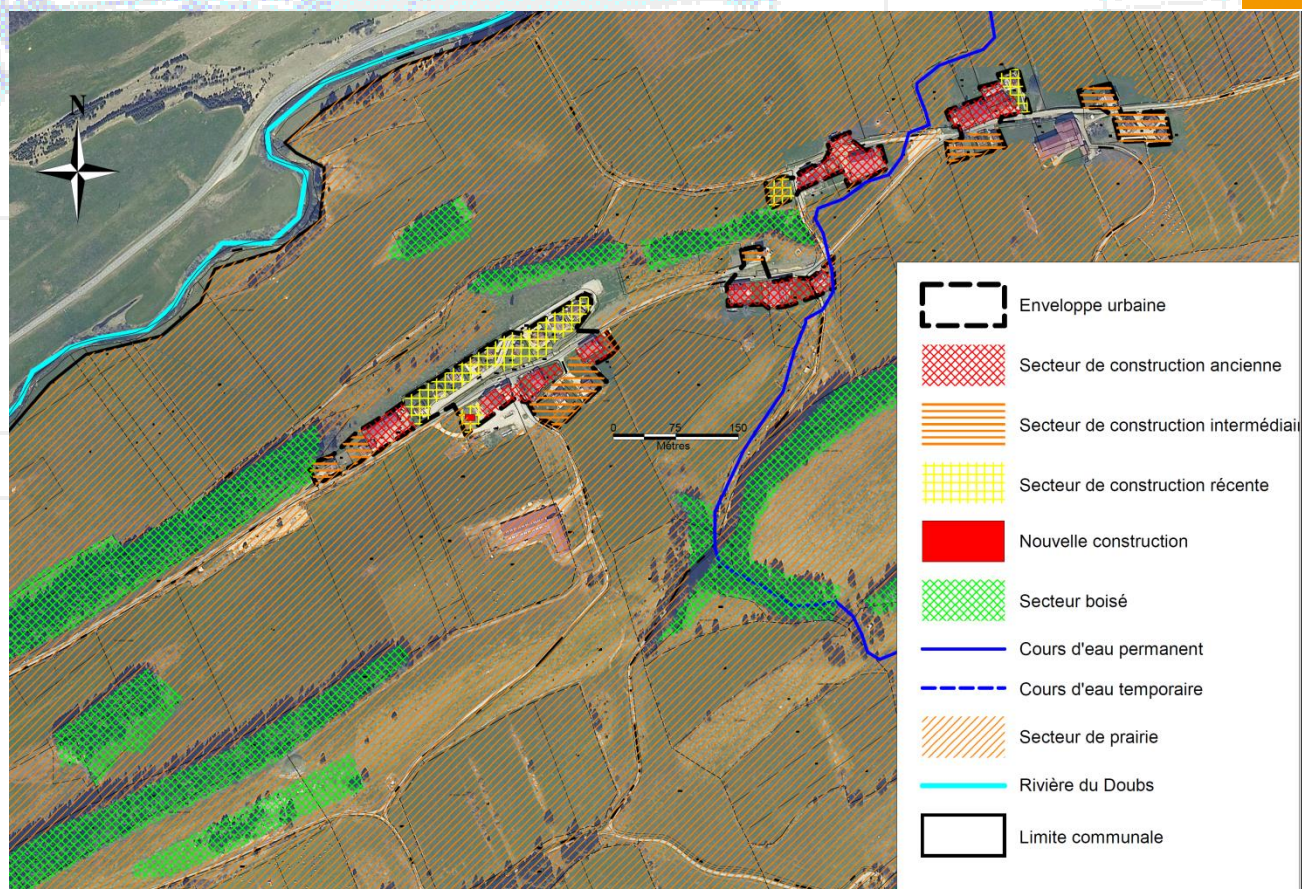 N
0 75 150
Mètres
Enveloppe urbaine
Secteur de construction ancienne
Secteur de construction intermédiai
Secteur de construction récente
Nouvelle construction
Secteur boisé
Cours d'eau permanent
Cours d'eau temporaire
Secteur de prairie
Rivière du Doubs
Limite communale